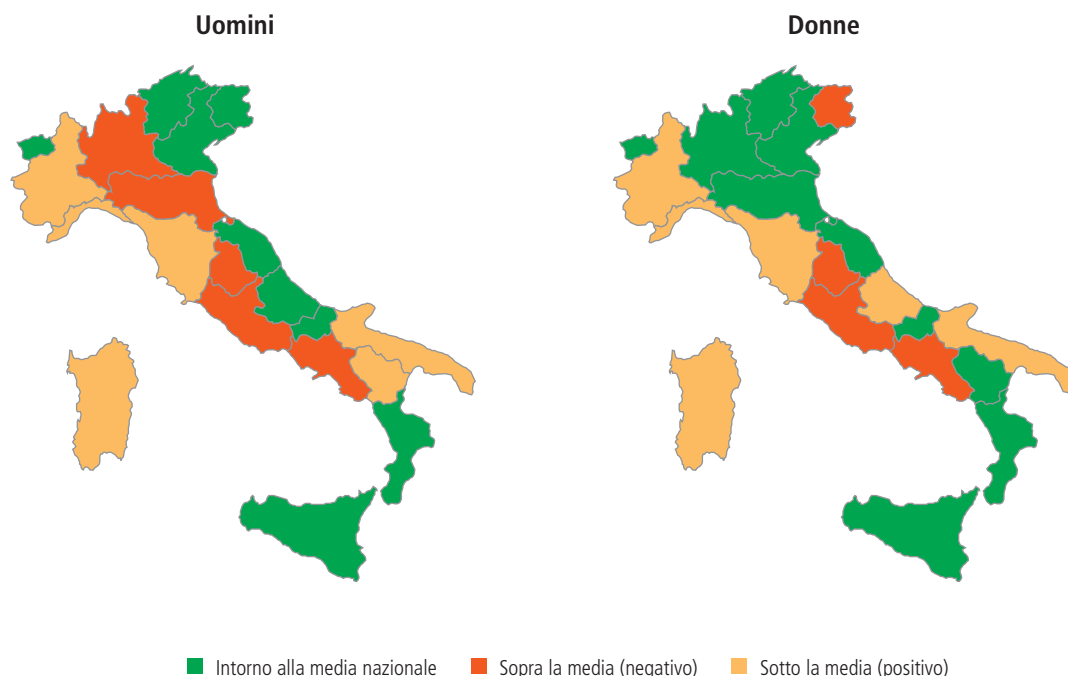 Uomini
Donne
Intorno alla media nazionale
Sopra la media (negativo)
Sotto la media (positivo)